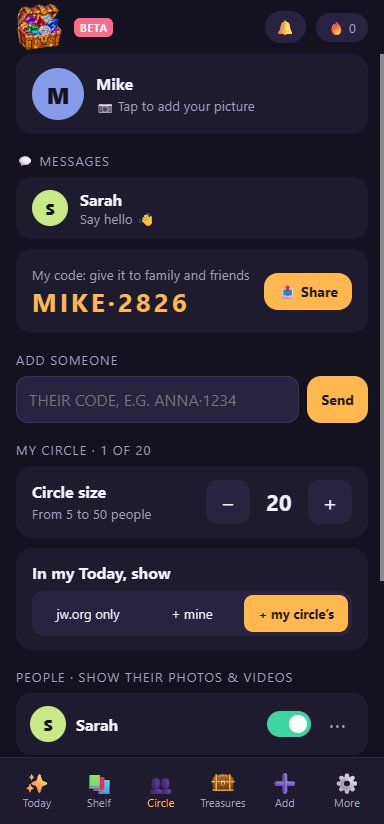 BETA
0
M
Mike
Tap to add your picture
MESSAGES
S
Sarah
Say hello 👋
My code: give it to family and friends
MIKE·2826
Share
ADD SOMEONE
THEIR CODE, E.G. ANNA·1234
Send
MY CIRCLE · 1 OF 20
Circle size
From 5 to 50 people
− 20 +
In my Today, show
jw.org only + mine + my circle’s
PEOPLE · SHOW THEIR PHOTOS & VIDEOS
S
Sarah
...
Today Shelf Circle Treasures Add More